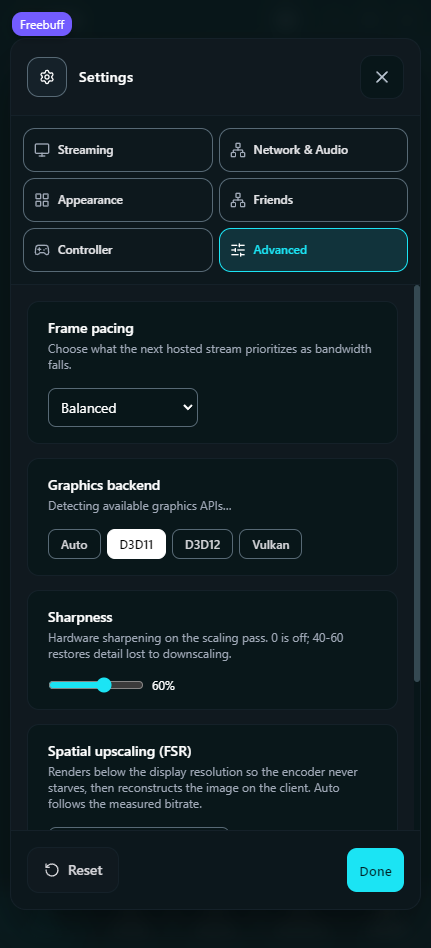 Freebuff
Settings
Streaming
Network & Audio
Appearance
Friends
Controller
Advanced
Frame pacing
Choose what the next hosted stream prioritizes as bandwidth
falls.
Balanced
Graphics backend
Detecting available graphics APIs...
Auto
D3D11
D3D12
Vulkan
Sharpness
Hardware sharpening on the scaling pass. 0 is off; 40-60
restores detail lost to downscaling.
60%
Spatial upscaling (FSR)
Renders below the display resolution so the encoder never
starves, then reconstructs the image on the client. Auto
follows the measured bitrate.
Reset
Done